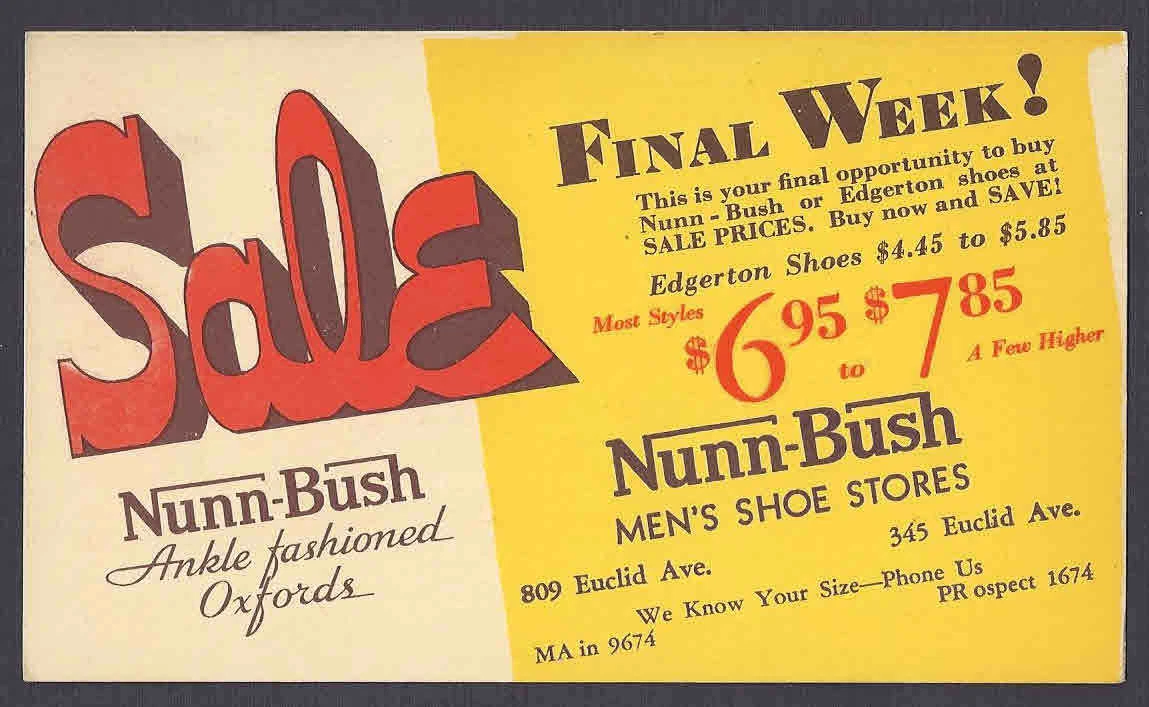 Sale
Nunn-Bush
Ankle fashioned
Oxfords
FINAL WEEK!
This is your final opportunity to buy
Nunn-Bush or Edgerton shoes at
SALE PRICES. Buy now and SAVE!
Edgerton Shoes $4.45 to $5.85
Most Styles
$6.95 to $7.85
A Few Higher
Nunn-Bush
MEN'S SHOE STORES
809 Euclid Ave.
345 Euclid Ave.
We Know Your Size—Phone Us
MA in 9674
PR ospect 1674